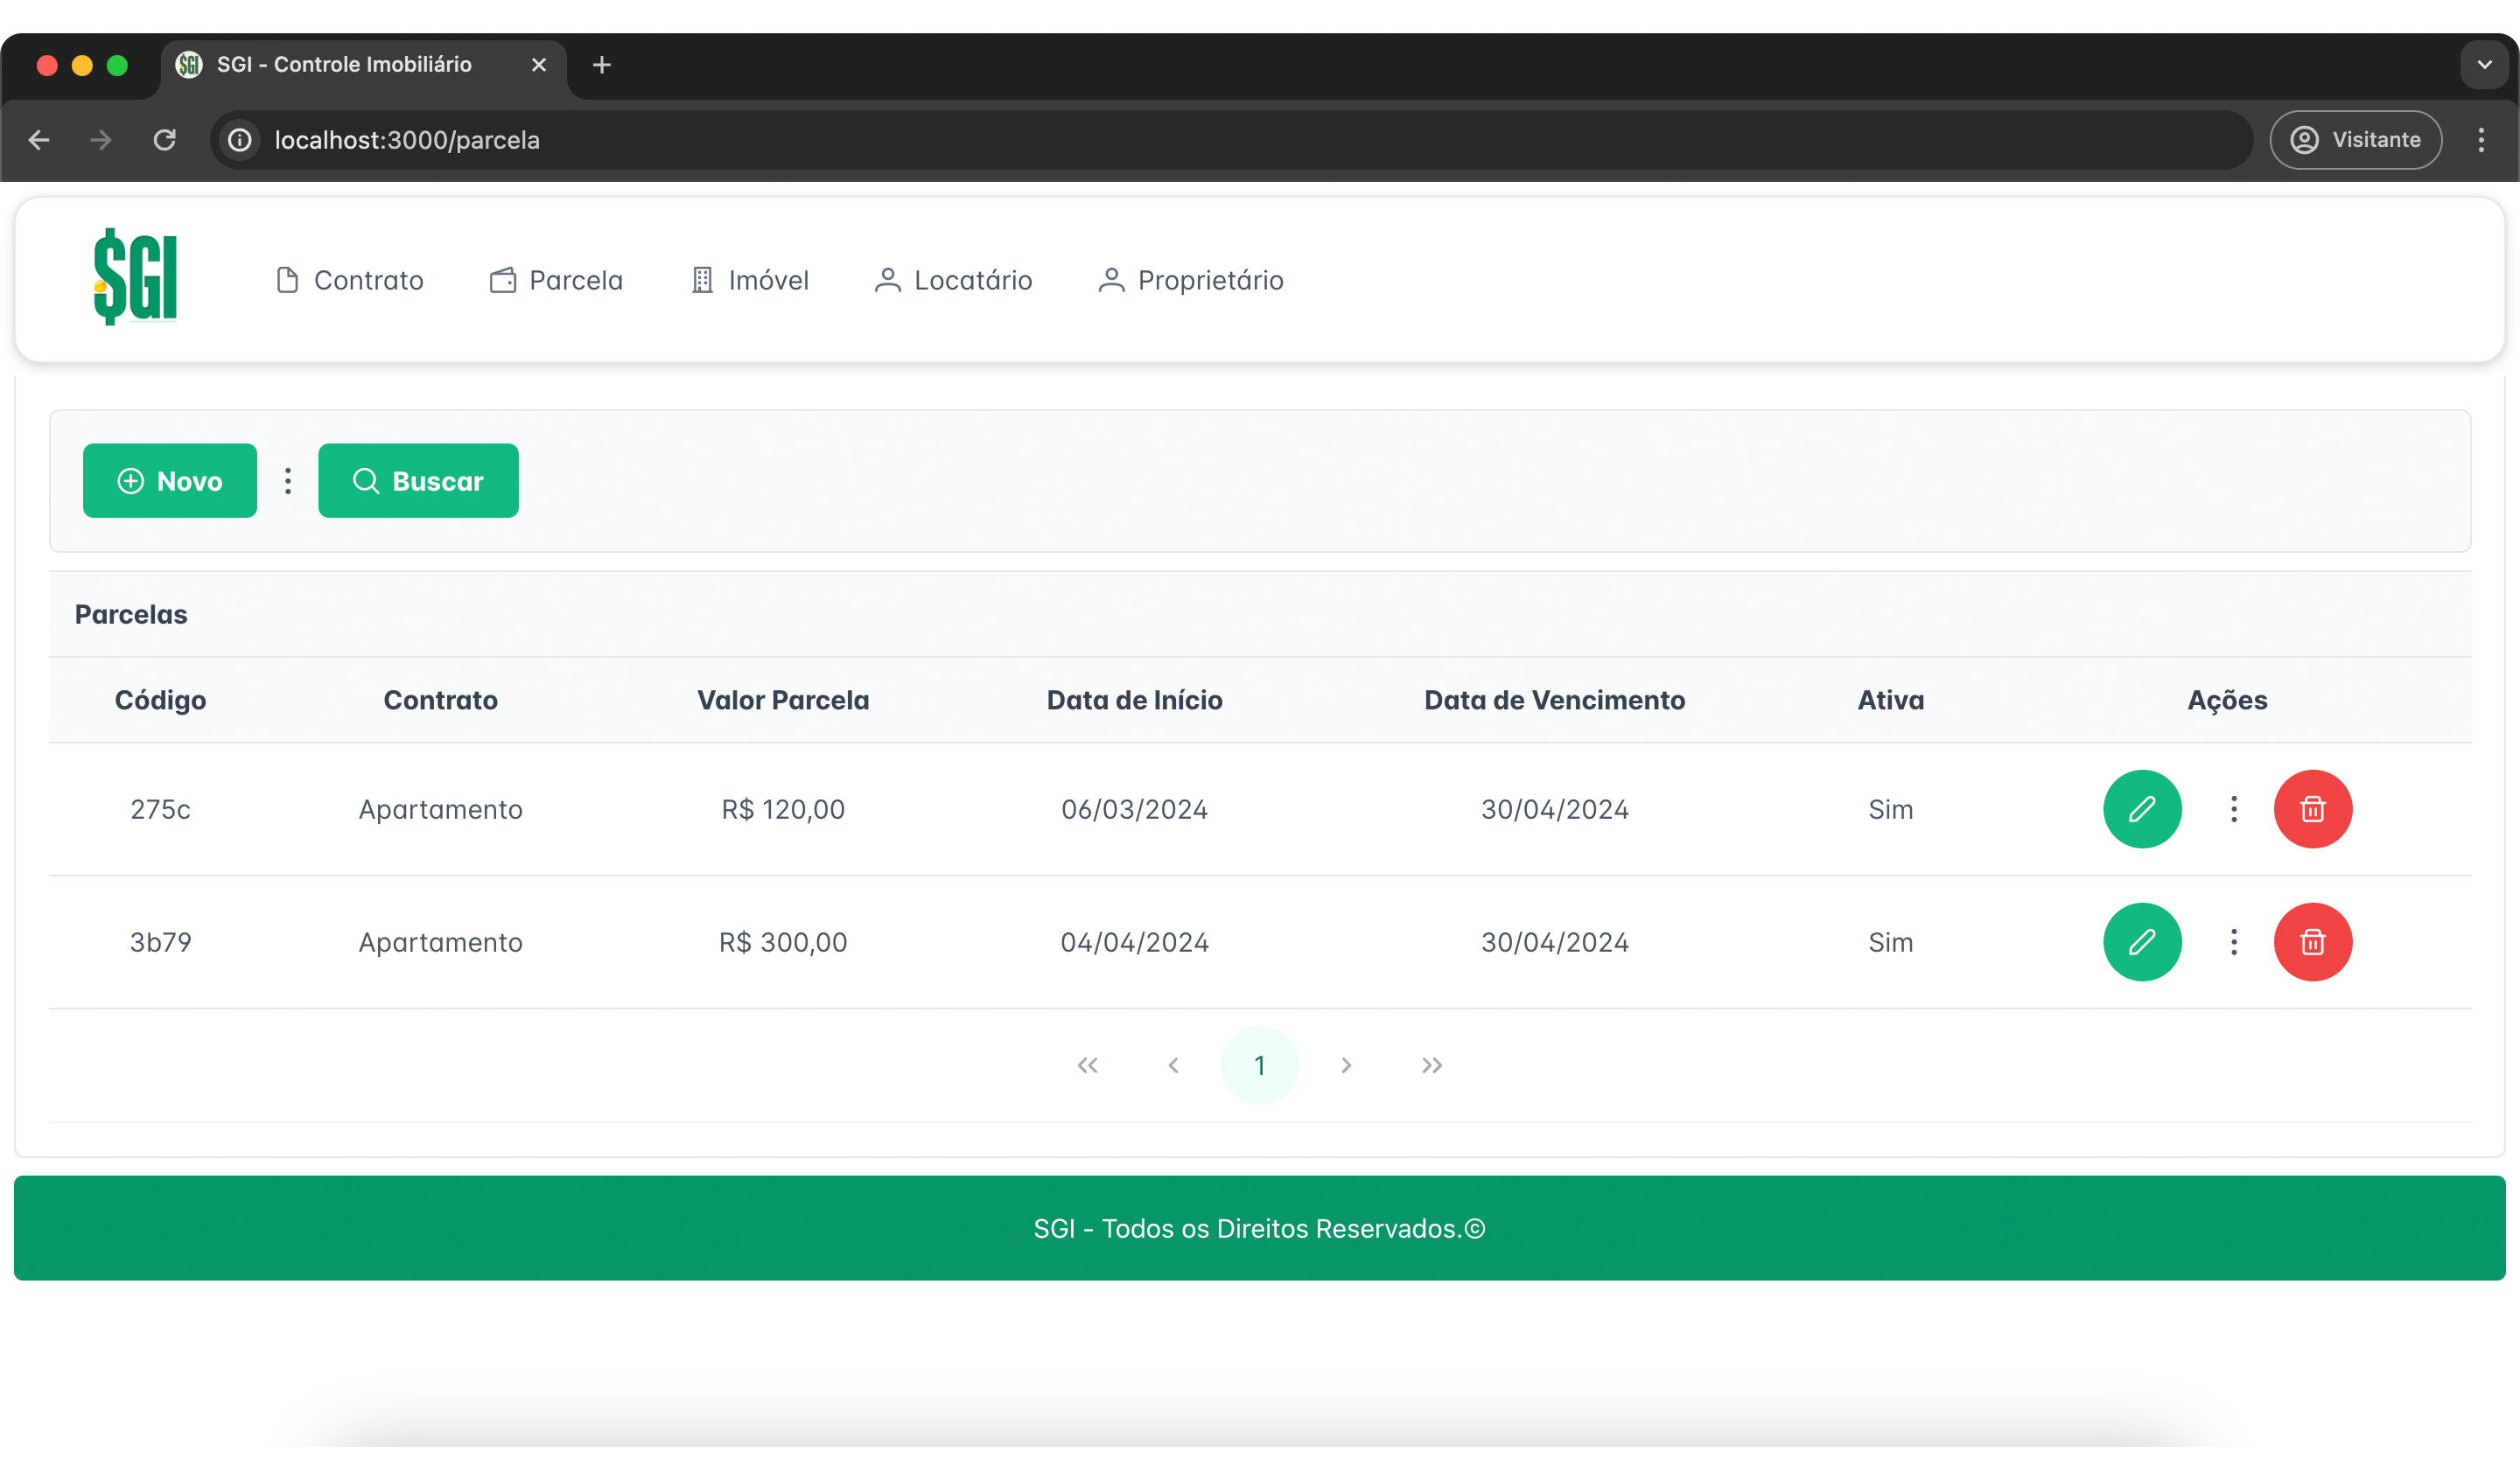 $GI SGI - Controle Imobiliário
localhost:3000/parcela Visitante
$GI Contrato Parcela Imóvel Locatário Proprietário
Novo Buscar
Parcelas
Código Contrato Valor Parcela Data de Início Data de Vencimento Ativa Ações
275c Apartamento R$ 120,00 06/03/2024 30/04/2024 Sim
3b79 Apartamento R$ 300,00 04/04/2024 30/04/2024 Sim
1
SGI - Todos os Direitos Reservados.©